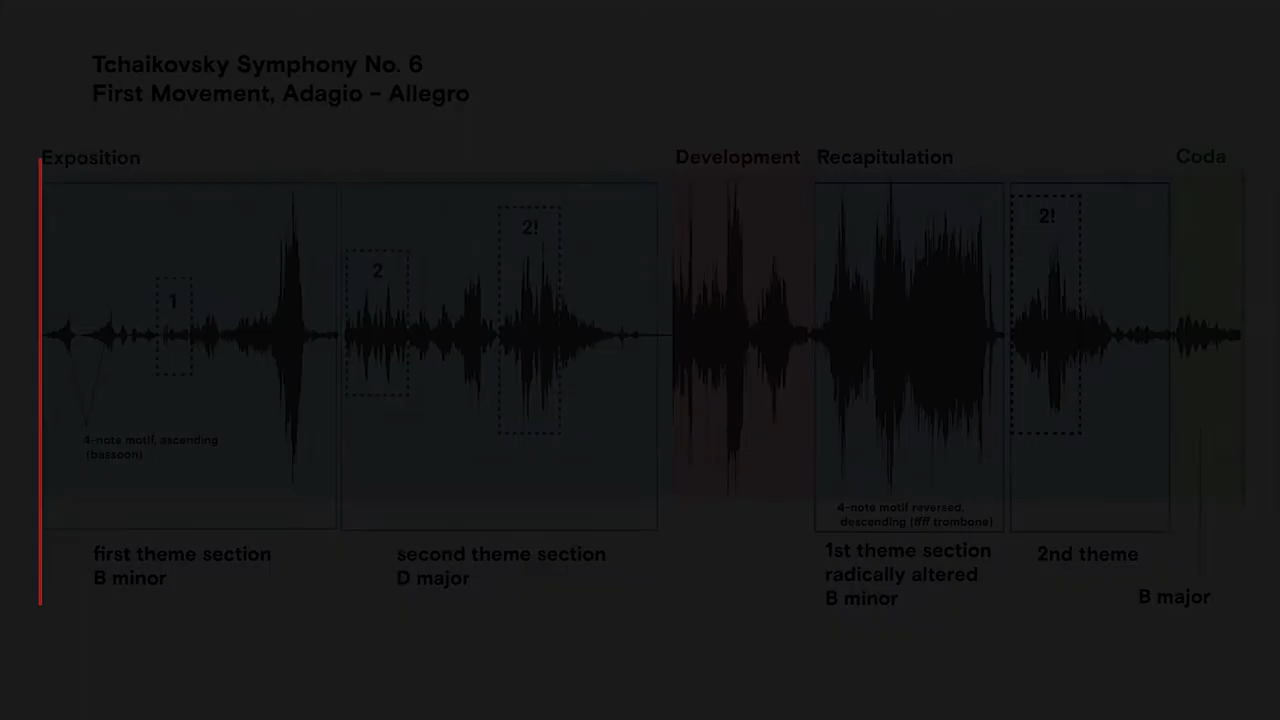 Tchaikovsky Symphony No. 6
First Movement, Adagio – Allegro
Exposition
Development
Recapitulation
Coda
1
2
2!
2!
4-note motif, ascending
(bassoon)
4-note motif reversed,
descending (ffff trombone)
first theme section
B minor
second theme section
D major
1st theme section
radically altered
B minor
2nd theme
B major